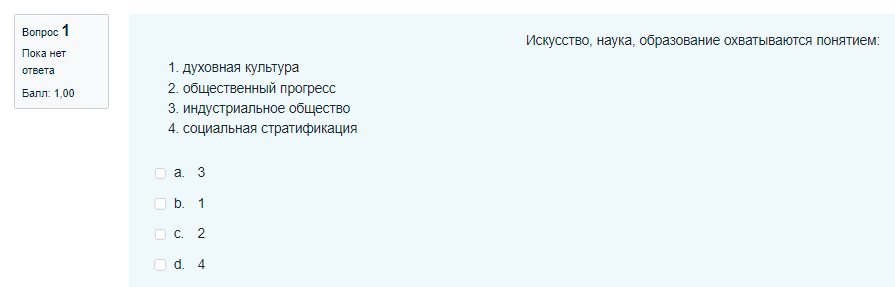 Вопрос 1
Пока нет
ответа
Балл: 1,00
Искусство, наука, образование охватываются понятием:
1. духовная культура
2. общественный прогресс
3. индустриальное общество
4. социальная стратификация
a. 3
b. 1
c. 2
d. 4